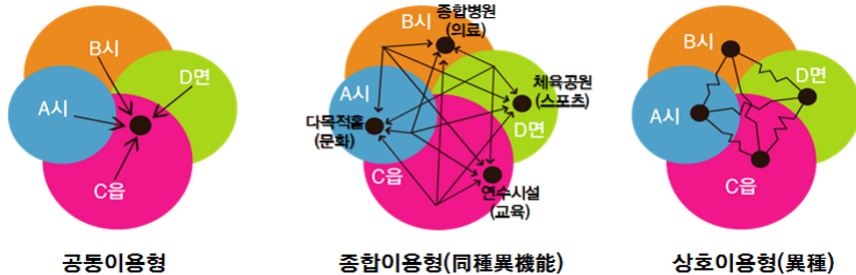 B시
D면
A시
C읍
공통이용형
B시
종합병원
(의료)
A시
체육공원
(스포츠)
다목적홀
(문화)
D면
C읍
연수시설
(교육)
종합이용형(同種異機能)
B시
D면
A시
C읍
상호이용형(異種)